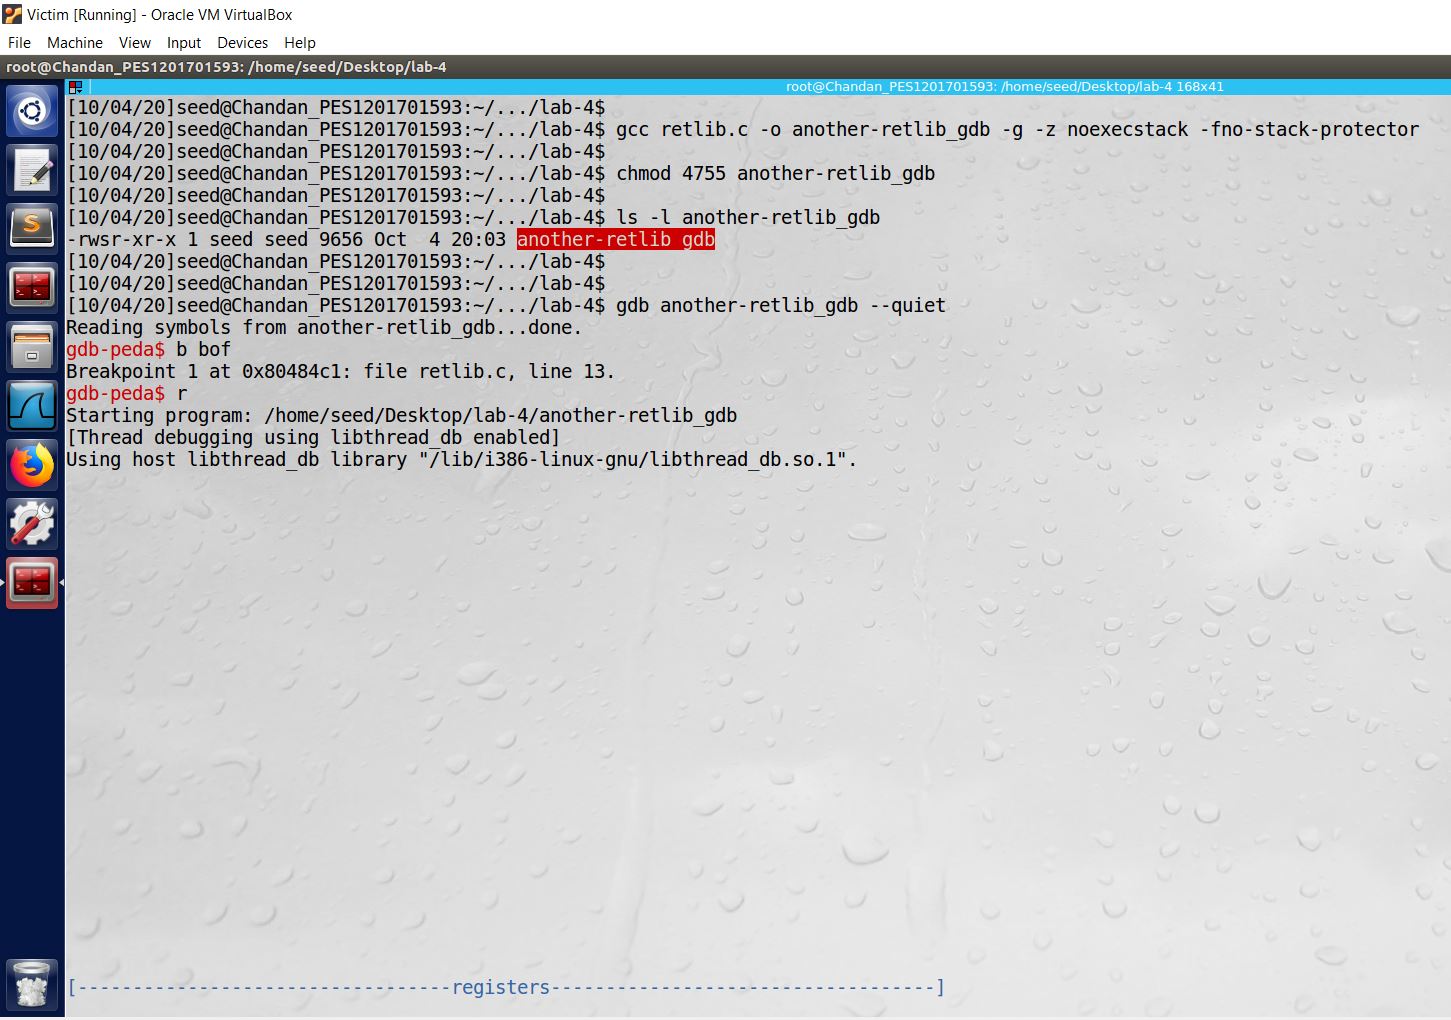 Victim [Running] - Oracle VM VirtualBox
File Machine View Input Devices Help
root@Chandan_PES1201701593: /home/seed/Desktop/lab-4
root@Chandan_PES1201701593: /home/seed/Desktop/lab-4 168x41
[10/04/20]seed@Chandan_PES1201701593:~/.../lab-4$
[10/04/20]seed@Chandan_PES1201701593:~/.../lab-4$ gcc retlib.c -o another-retlib_gdb -g -z noexecstack -fno-stack-protector
[10/04/20]seed@Chandan_PES1201701593:~/.../lab-4$
[10/04/20]seed@Chandan_PES1201701593:~/.../lab-4$ chmod 4755 another-retlib_gdb
[10/04/20]seed@Chandan_PES1201701593:~/.../lab-4$
[10/04/20]seed@Chandan_PES1201701593:~/.../lab-4$ ls -l another-retlib_gdb
-rwsr-xr-x 1 seed seed 9656 Oct  4 20:03 another-retlib_gdb
[10/04/20]seed@Chandan_PES1201701593:~/.../lab-4$
[10/04/20]seed@Chandan_PES1201701593:~/.../lab-4$
[10/04/20]seed@Chandan_PES1201701593:~/.../lab-4$ gdb another-retlib_gdb --quiet
Reading symbols from another-retlib_gdb...done.
gdb-peda$ b bof
Breakpoint 1 at 0x80484c1: file retlib.c, line 13.
gdb-peda$ r
Starting program: /home/seed/Desktop/lab-4/another-retlib_gdb
[Thread debugging using libthread_db enabled]
Using host libthread_db library "/lib/i386-linux-gnu/libthread_db.so.1".
[----------------------------------registers-----------------------------------]